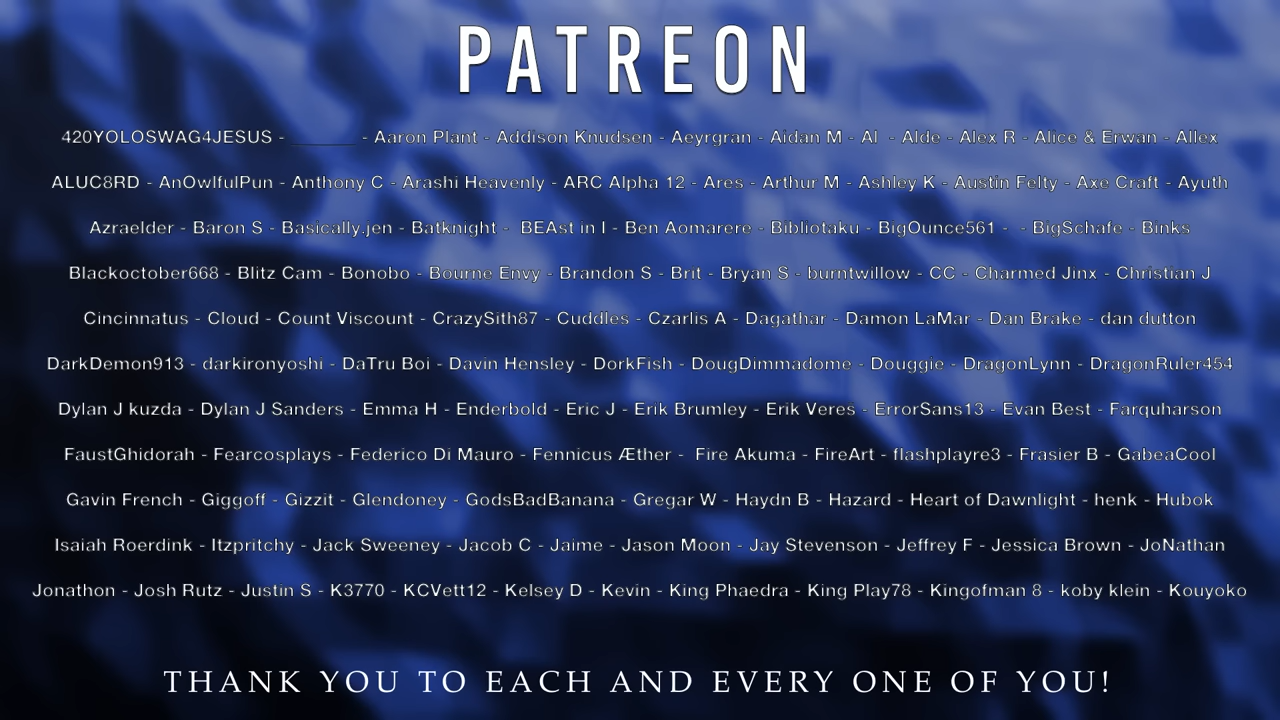 PATREON
420YOLOSWAG4JESUS - _______ - Aaron Plant - Addison Knudsen - Aeyrgran - Aidan M - Al - Alde - Alex R - Alice & Erwan - Allex
ALUC8RD - AnOwlfulPun - Anthony C - Arashi Heavenly - ARC Alpha 12 - Ares - Arthur M - Ashley K - Austin Felty - Axe Craft - Ayuth
Azraelder - Baron S - Basically.jen - Batknight - BEAst in I - Ben Aomarere - Bibliotaku - BigOunce561 - - BigSchafe - Binks
Blackoctober668 - Blitz Cam - Bonobo - Bourne Envy - Brandon S - Brit - Bryan S - burntwillow - CC - Charmed Jinx - Christian J
Cincinnatus - Cloud - Count Viscount - CrazySith87 - Cuddles - Czarlis A - Dagathar - Damon LaMar - Dan Brake - dan dutton
DarkDemon913 - darkironyoshi - DaTru Boi - Davin Hensley - DorkFish - DougDimmadome - Douggie - DragonLynn - DragonRuler454
Dylan J kuzda - Dylan J Sanders - Emma H - Enderbold - Eric J - Erik Brumley - Erik Veres - ErrorSans13 - Evan Best - Farquharson
FaustGhidorah - Fearcosplays - Federico Di Mauro - Fennicus Æther - Fire Akuma - FireArt - flashplayre3 - Frasier B - GabeaCool
Gavin French - Giggoff - Gizzit - Glendoney - GodsBadBanana - Gregar W - Haydn B - Hazard - Heart of Dawnlight - henk - Hubok
Isaiah Roerdink - Itzpritchy - Jack Sweeney - Jacob C - Jaime - Jason Moon - Jay Stevenson - Jeffrey F - Jessica Brown - JoNathan
Jonathon - Josh Rutz - Justin S - K3770 - KCVett12 - Kelsey D - Kevin - King Phaedra - King Play78 - Kingofman 8 - koby klein - Kouyoko
THANK YOU TO EACH AND EVERY ONE OF YOU!